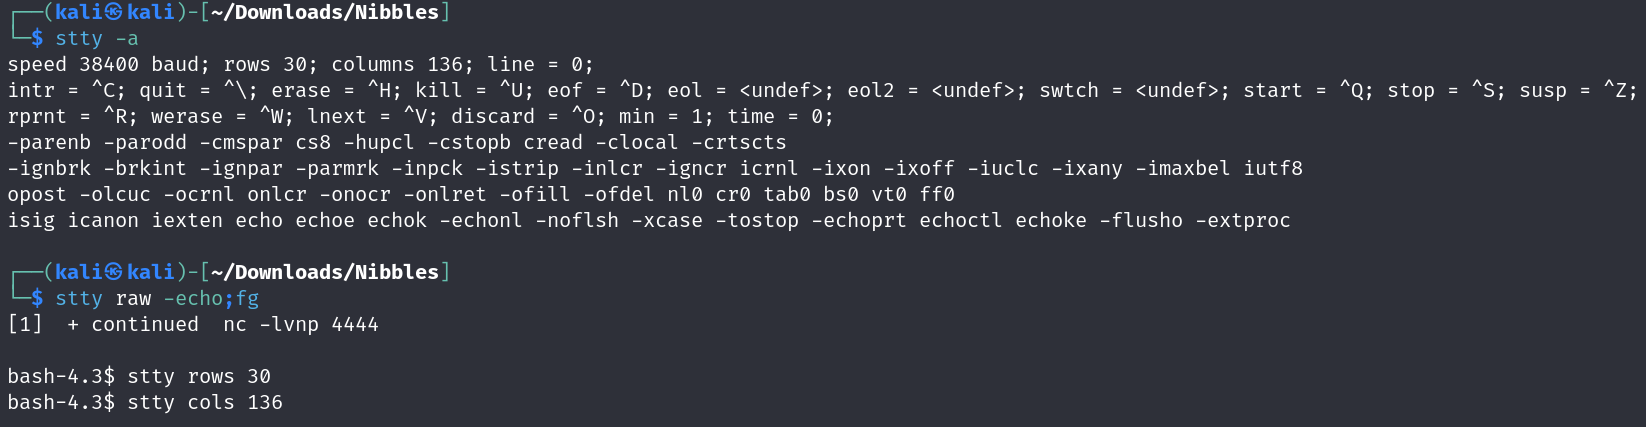 ┌──(kali㉿kali)-[~/Downloads/Nibbles]
└─$ stty -a
speed 38400 baud; rows 30; columns 136; line = 0;
intr = ^C; quit = ^\; erase = ^H; kill = ^U; eof = ^D; eol = <undef>; eol2 = <undef>; swtch = <undef>; start = ^Q; stop = ^S; susp = ^Z;
rprnt = ^R; werase = ^W; lnext = ^V; discard = ^O; min = 1; time = 0;
-parenb -parodd -cmspar cs8 -hupcl -cstopb cread -clocal -crtscts
-ignbrk -brkint -ignpar -parmrk -inpck -istrip -inlcr -igncr icrnl -ixon -ixoff -iuclc -ixany -imaxbel iutf8
opost -olcuc -ocrnl onlcr -onocr -onlret -ofill -ofdel nl0 cr0 tab0 bs0 vt0 ff0
isig icanon iexten echo echoe echok -echonl -noflsh -xcase -tostop -echoprt echoctl echoke -flusho -extproc
┌──(kali㉿kali)-[~/Downloads/Nibbles]
└─$ stty raw -echo;fg
[1]  + continued  nc -lvnp 4444
bash-4.3$ stty rows 30
bash-4.3$ stty cols 136